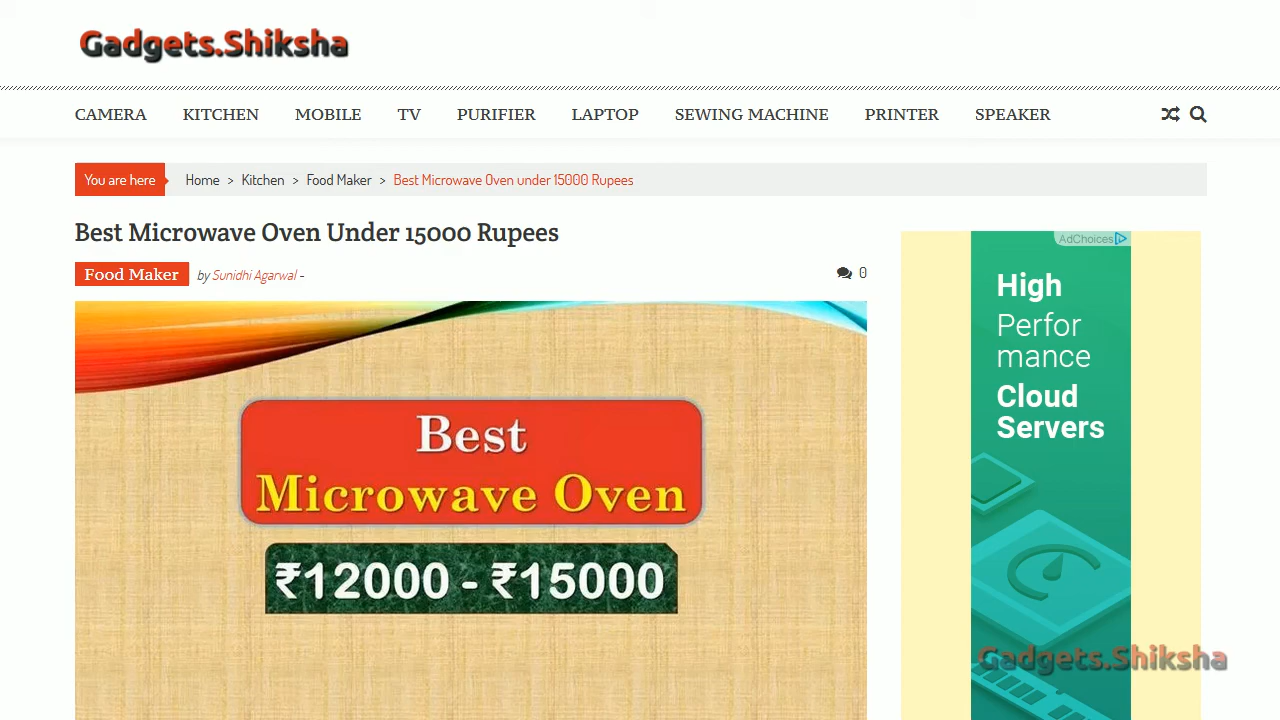 Gadgets.Shiksha
CAMERA KITCHEN MOBILE TV PURIFIER LAPTOP SEWING MACHINE PRINTER SPEAKER
You are here Home > Kitchen > Food Maker > Best Microwave Oven under 15000 Rupees
Best Microwave Oven Under 15000 Rupees
Food Maker by Sunidhi Agarwal - 0
Best
Microwave Oven
₹12000 - ₹15000
AdChoices
High
Perfor
mance
Cloud
Servers
Gadgets.Shiksha